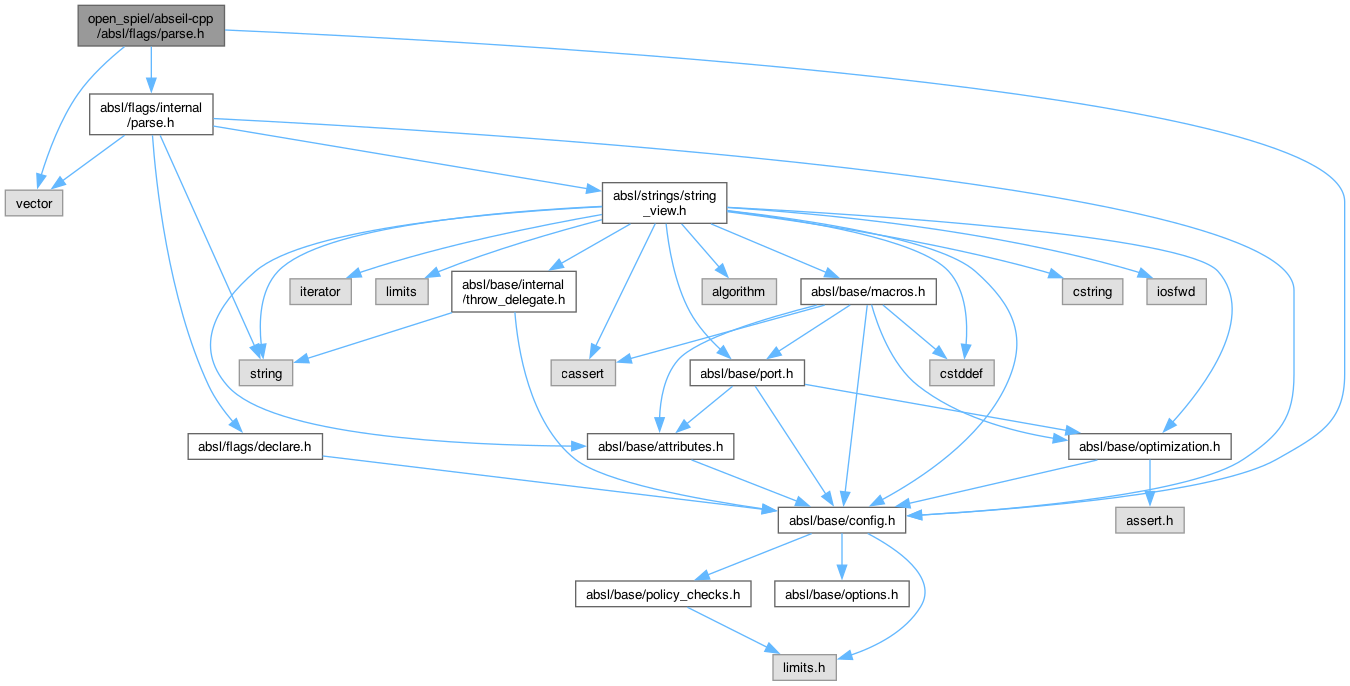 open_spiel/abseil-cpp
/absl/flags/parse.h
absl/flags/internal
/parse.h
vector
absl/strings/string
_view.h
iterator
limits
absl/base/internal
/throw_delegate.h
algorithm
absl/base/macros.h
cstring
iosfwd
string
cassert
absl/base/port.h
cstddef
absl/flags/declare.h
absl/base/attributes.h
absl/base/optimization.h
absl/base/config.h
assert.h
absl/base/policy_checks.h
absl/base/options.h
limits.h